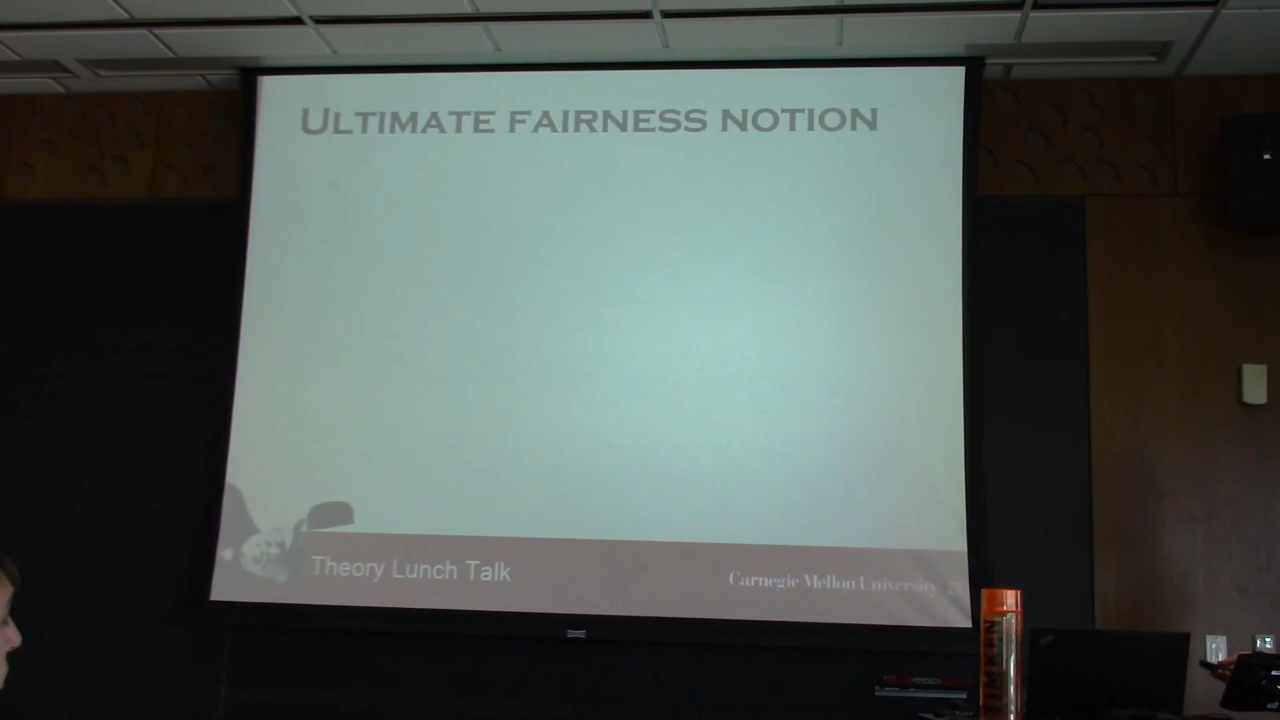 ULTIMATE FAIRNESS NOTION
Theory Lunch Talk
Carnegie Mellon University